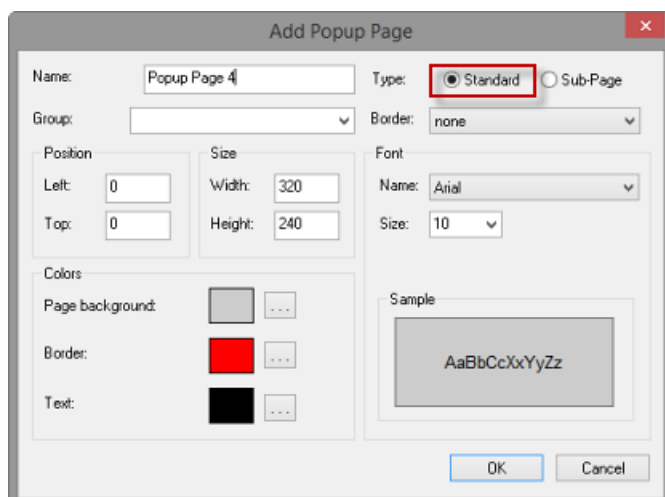 Add Popup Page
Name: Popup Page 4 Type: Standard Sub-Page
Group: Border: none
Position Size Font
Left: 0 Width: 320 Name: Arial
Top: 0 Height: 240 Size: 10
Colors
Page background: ...
Sample
Border: ...
AaBbCcXxYyZz
Text: ...
OK Cancel